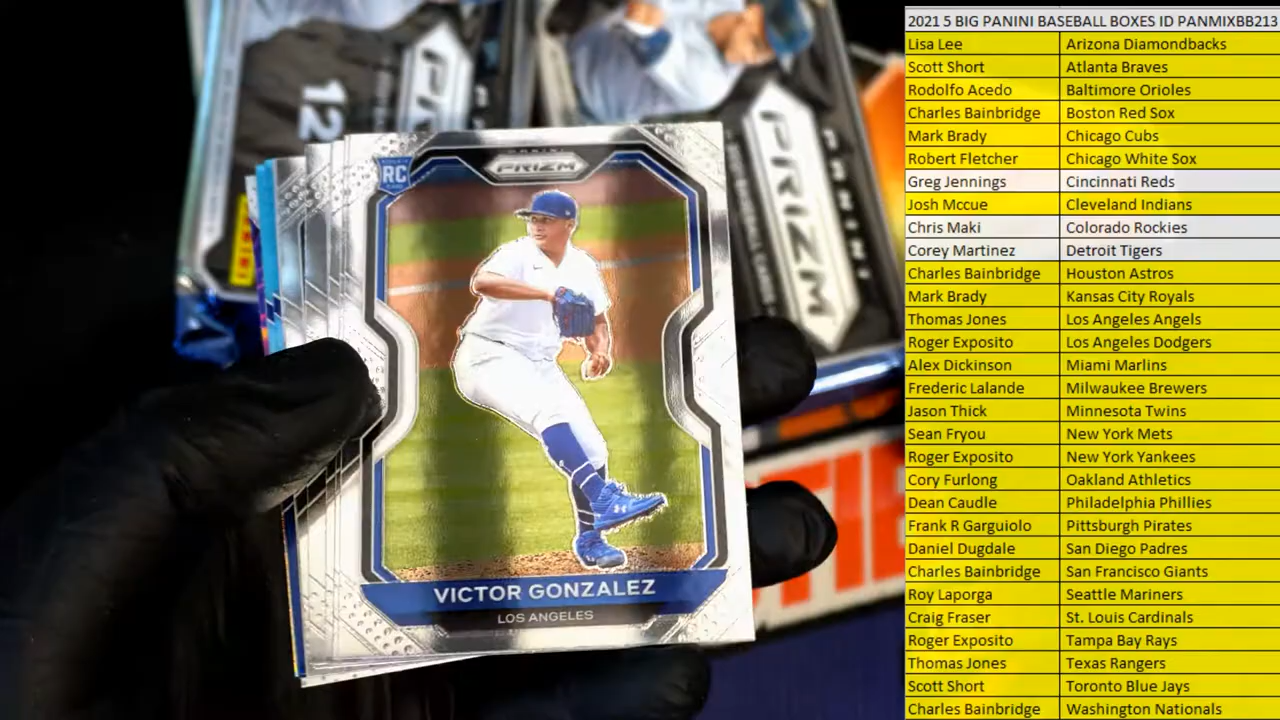 12
PRIZM
PANINI
PRIZM
RC
PANINI
PRIZM
VICTOR GONZALEZ
LOS ANGELES
2021 5 BIG PANINI BASEBALL BOXES ID PANMIXBB213
Lisa Lee Arizona Diamondbacks
Scott Short Atlanta Braves
Rodolfo Acedo Baltimore Orioles
Charles Bainbridge Boston Red Sox
Mark Brady Chicago Cubs
Robert Fletcher Chicago White Sox
Greg Jennings Cincinnati Reds
Josh Mccue Cleveland Indians
Chris Maki Colorado Rockies
Corey Martinez Detroit Tigers
Charles Bainbridge Houston Astros
Mark Brady Kansas City Royals
Thomas Jones Los Angeles Angels
Roger Exposito Los Angeles Dodgers
Alex Dickinson Miami Marlins
Frederic Lalande Milwaukee Brewers
Jason Thick Minnesota Twins
Sean Fryou New York Mets
Roger Exposito New York Yankees
Cory Furlong Oakland Athletics
Dean Caudle Philadelphia Phillies
Frank R Garguiolo Pittsburgh Pirates
Daniel Dugdale San Diego Padres
Charles Bainbridge San Francisco Giants
Roy Laporga Seattle Mariners
Craig Fraser St. Louis Cardinals
Roger Exposito Tampa Bay Rays
Thomas Jones Texas Rangers
Scott Short Toronto Blue Jays
Charles Bainbridge Washington Nationals